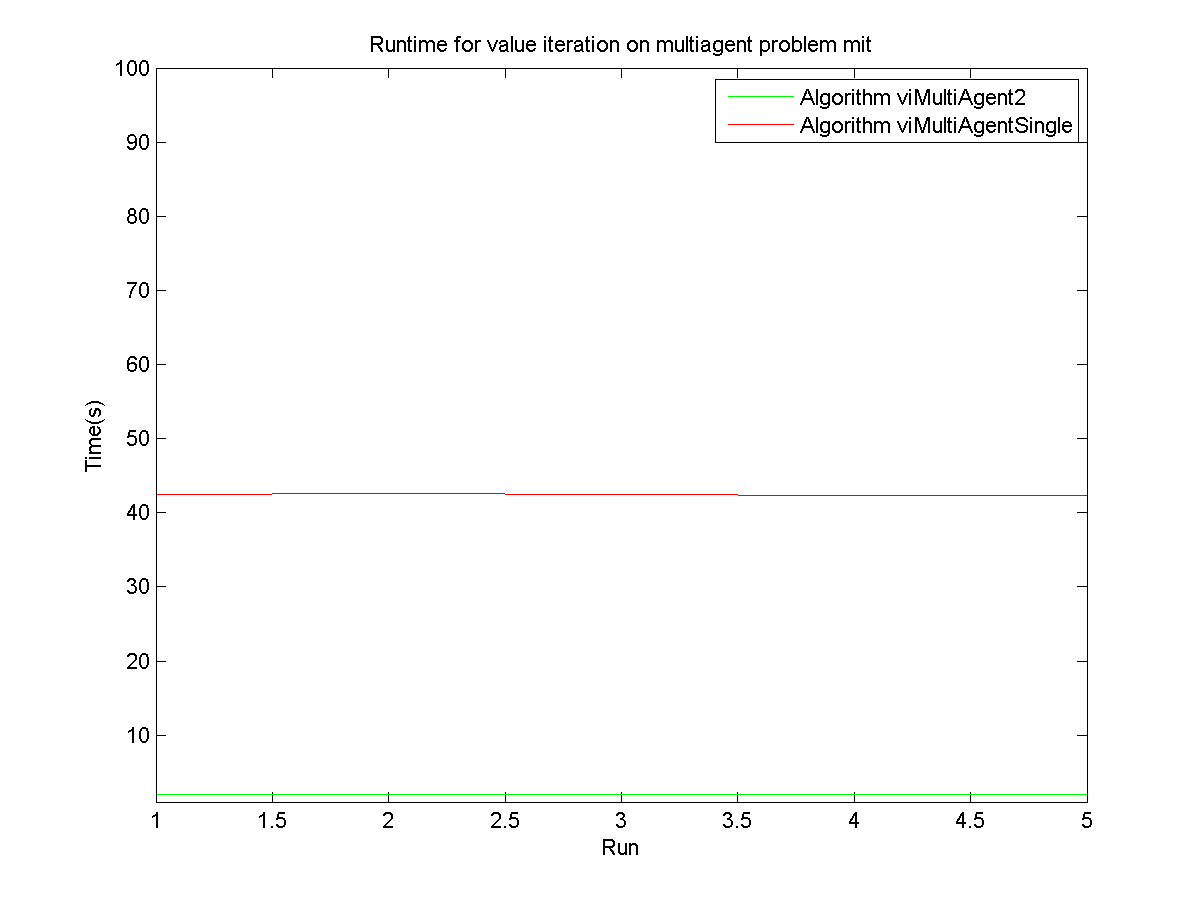 Runtime for value iteration on multiagent problem mit
Algorithm viMultiAgent2
Algorithm viMultiAgentSingle
100
90
80
70
60
50
40
30
20
10
Time(s)
1 1.5 2 2.5 3 3.5 4 4.5 5
Run